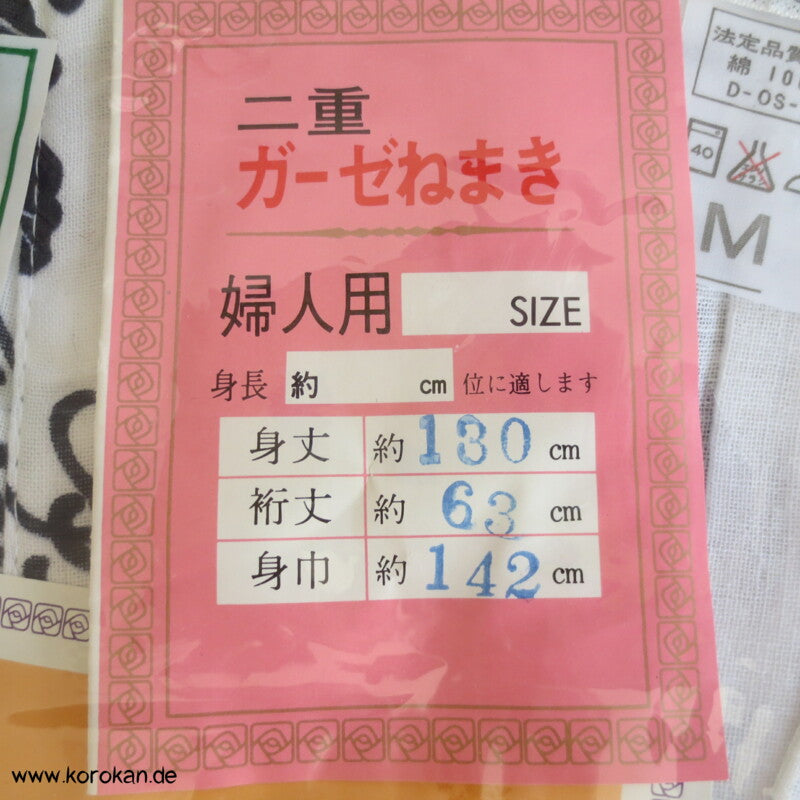 二重
ガーゼねまき
婦人用 SIZE
身長 約 cm 位に適します
身丈 約 130 cm
裄丈 約 63 cm
身巾 約 142 cm
法定品質
綿 10
D-OS-
40
M
www.korokan.de